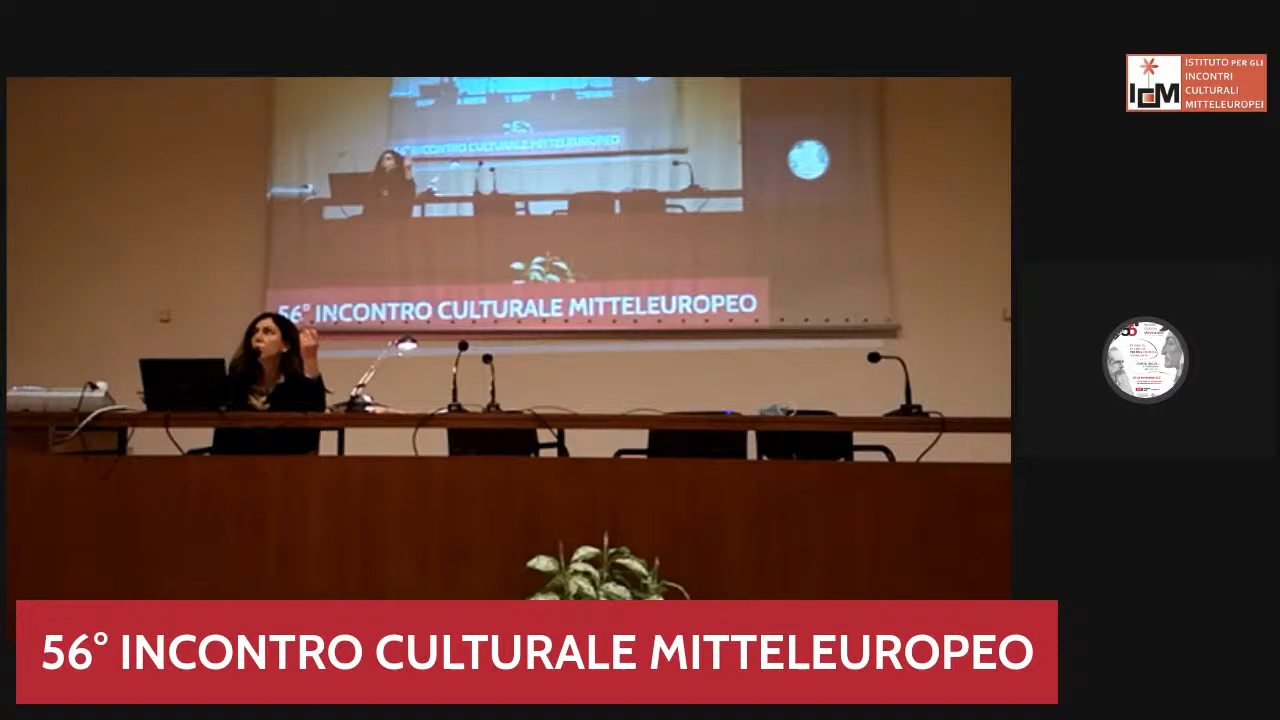 ISTITUTO PER GLI
INCONTRI
CULTURALI
MITTELEUROPEI
ICM
56° INCONTRO CULTURALE MITTELEUROPEO
56° INCONTRO CULTURALE MITTELEUROPEO
56° INCONTRO CULTURALE MITTELEUROPEO